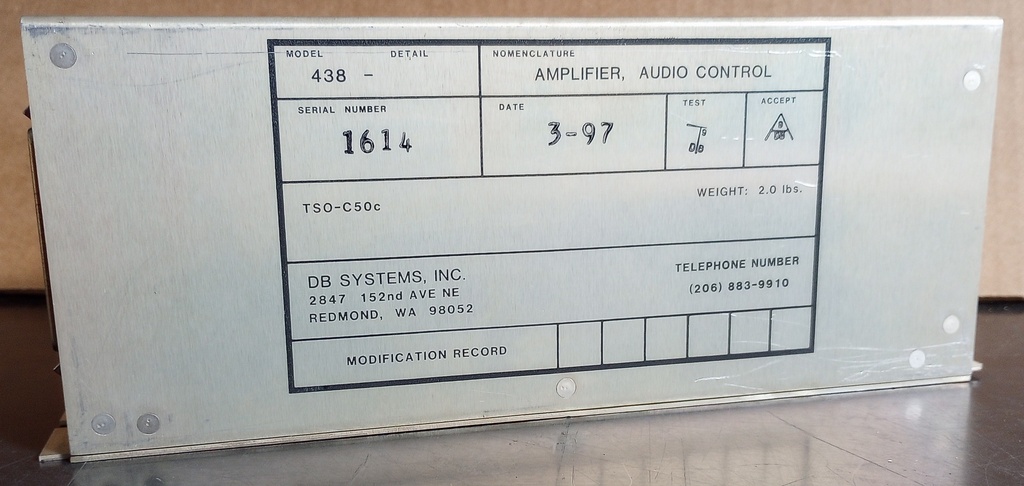 MODEL DETAIL
438 -
NOMENCLATURE
AMPLIFIER, AUDIO CONTROL
SERIAL NUMBER
1614
DATE
3-97
TEST
ACCEPT
TSO-C50c
WEIGHT: 2.0 lbs.
DB SYSTEMS, INC.
2847 152nd AVE NE
REDMOND, WA 98052
TELEPHONE NUMBER
(206) 883-9910
MODIFICATION RECORD